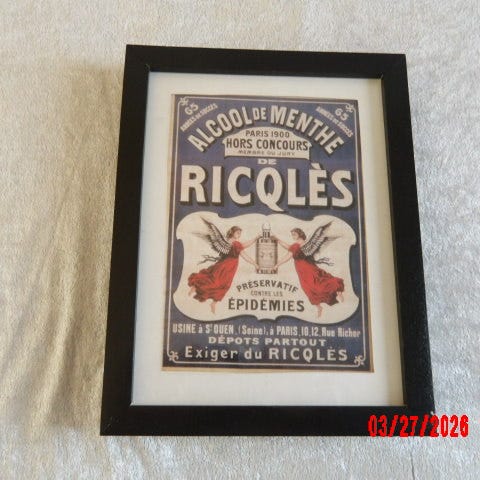 65 ANNÉES DE SUCCÈS
65 ANNÉES DE SUCCÈS
ALCOOL DE MENTHE
PARIS 1900
HORS CONCOURS
MEMBRE DU JURY
DE
RICQLÈS
PRÉSERVATIF
CONTRE LES
ÉPIDÉMIES
USINE à St OUEN, (Seine), à PARIS, 10, 12, Rue Richer
DÉPOTS PARTOUT
Exiger du RICQLÈS
03/27/2026